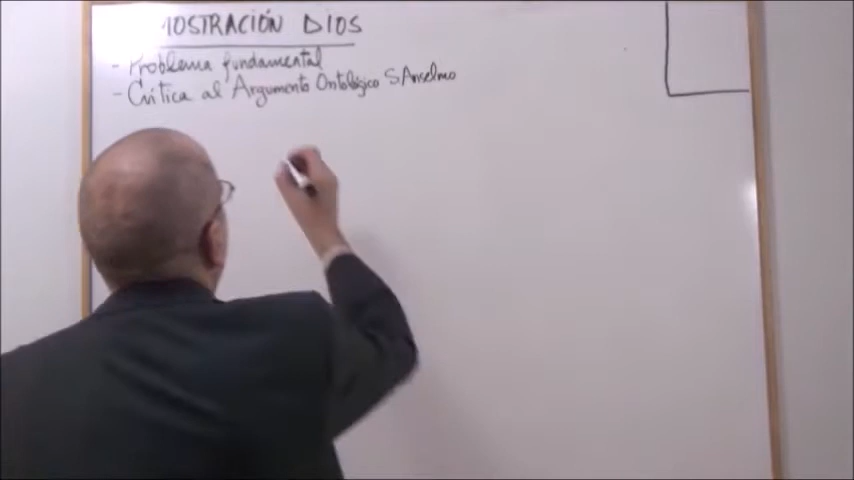 MOSTRACIÓN DIOS
- Problema fundamental
- Crítica al Argumento Ontológico S. Anselmo